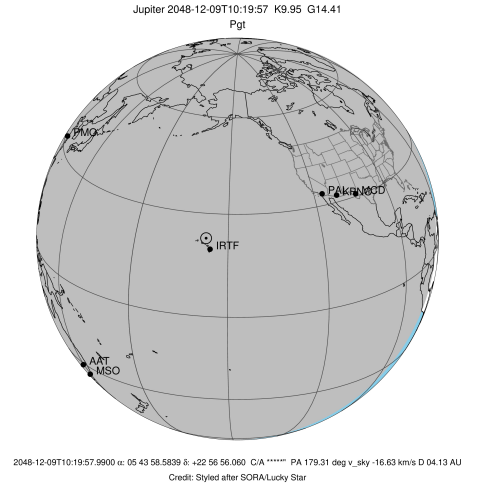 Jupiter 2048-12-09T10:19:57  K9.95  G14.41
Pgt
PMO
PAL
KPNO
MCD
IRTF
AAT
MSO
2048-12-09T10:19:57.9900 α: 05 43 58.5839 δ: +22 56 56.060  C/A *****"  PA 179.31 deg v_sky -16.63 km/s D 04.13 AU
Credit: Styled after SORA/Lucky Star